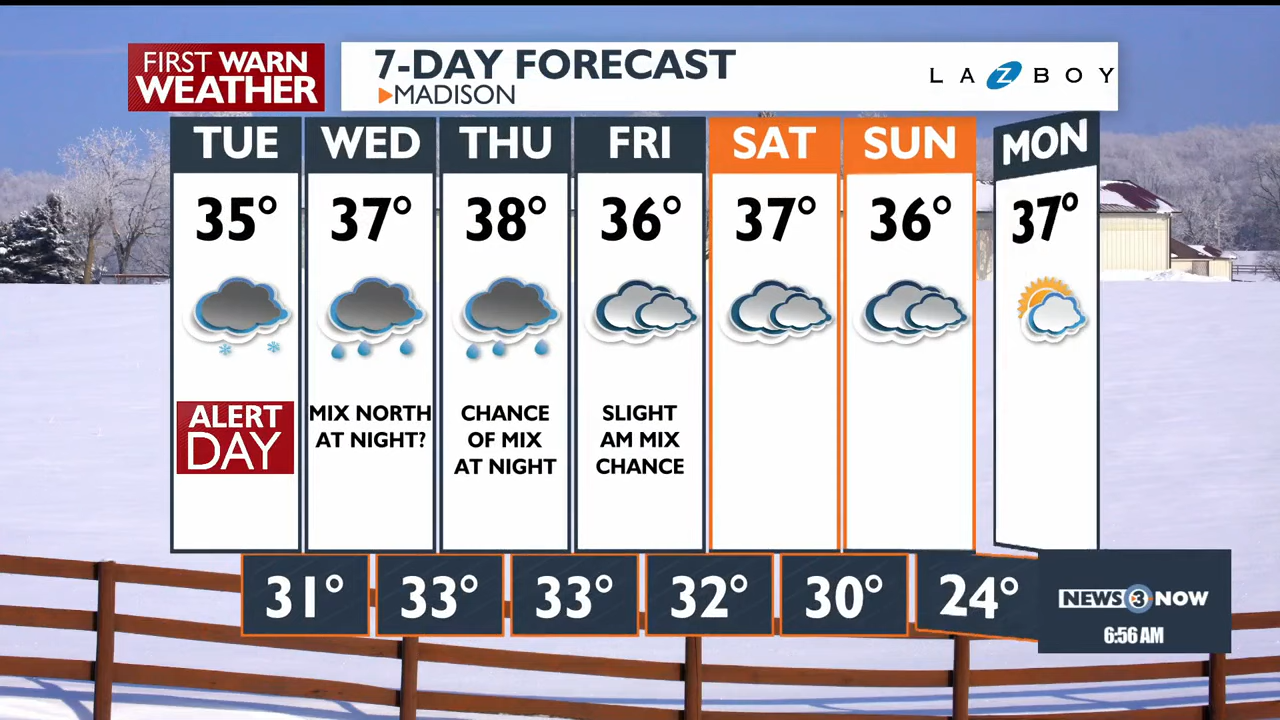 FIRST WARN
WEATHER
7-DAY FORECAST
MADISON
LAZBOY
TUE
WED
THU
FRI
SAT
SUN
MON
35°
37°
38°
36°
37°
36°
37°
ALERT
DAY
MIX NORTH
AT NIGHT?
CHANCE
OF MIX
AT NIGHT
SLIGHT
AM MIX
CHANCE
31°
33°
33°
32°
30°
24°
NEWS 3 NOW
6:56 AM